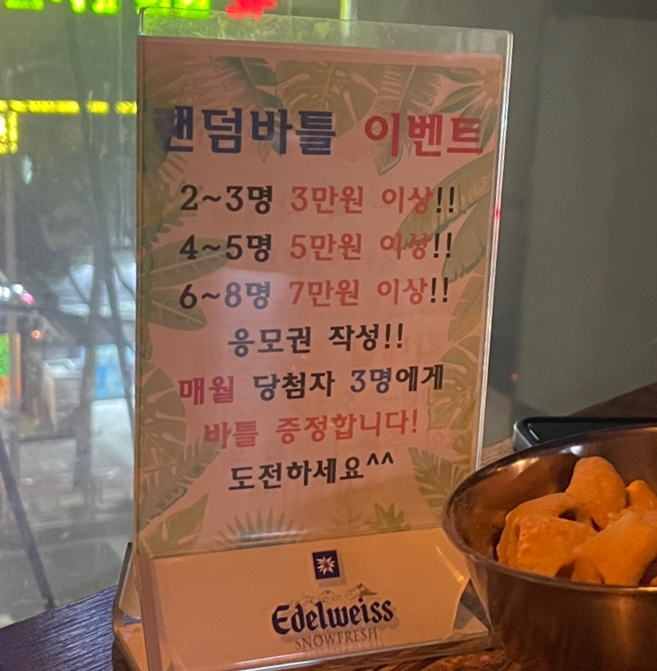 랜덤바틀 이벤트
2~3명 3만원 이상!!
4~5명 5만원 이상!!
6~8명 7만원 이상!!
응모권 작성!!
매월 당첨자 3명에게
바틀 증정합니다!
도전하세요^^
Edelweiss
SNOWFRESH